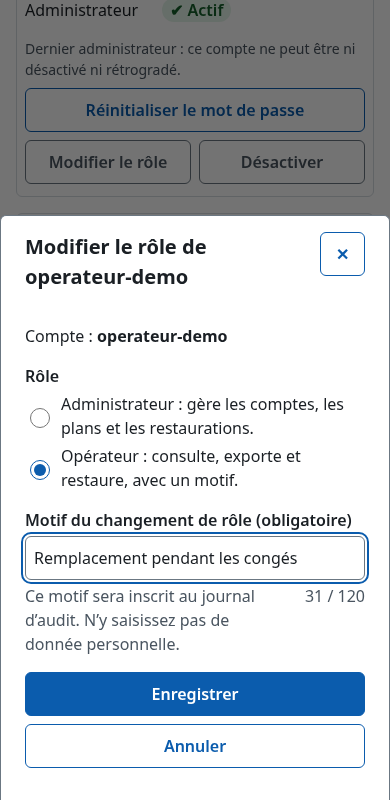 Administrateur ✔ Actif
Dernier administrateur : ce compte ne peut être ni
désactivé ni rétrogradé.
Réinitialiser le mot de passe
Modifier le rôle Désactiver
Modifier le rôle de
operateur-demo
×
Compte : operateur-demo
Rôle
Administrateur : gère les comptes, les
plans et les restaurations.
Opérateur : consulte, exporte et
restaure, avec un motif.
Motif du changement de rôle (obligatoire)
Remplacement pendant les congés
Ce motif sera inscrit au journal 31 / 120
d’audit. N’y saisissez pas de
donnée personnelle.
Enregistrer
Annuler